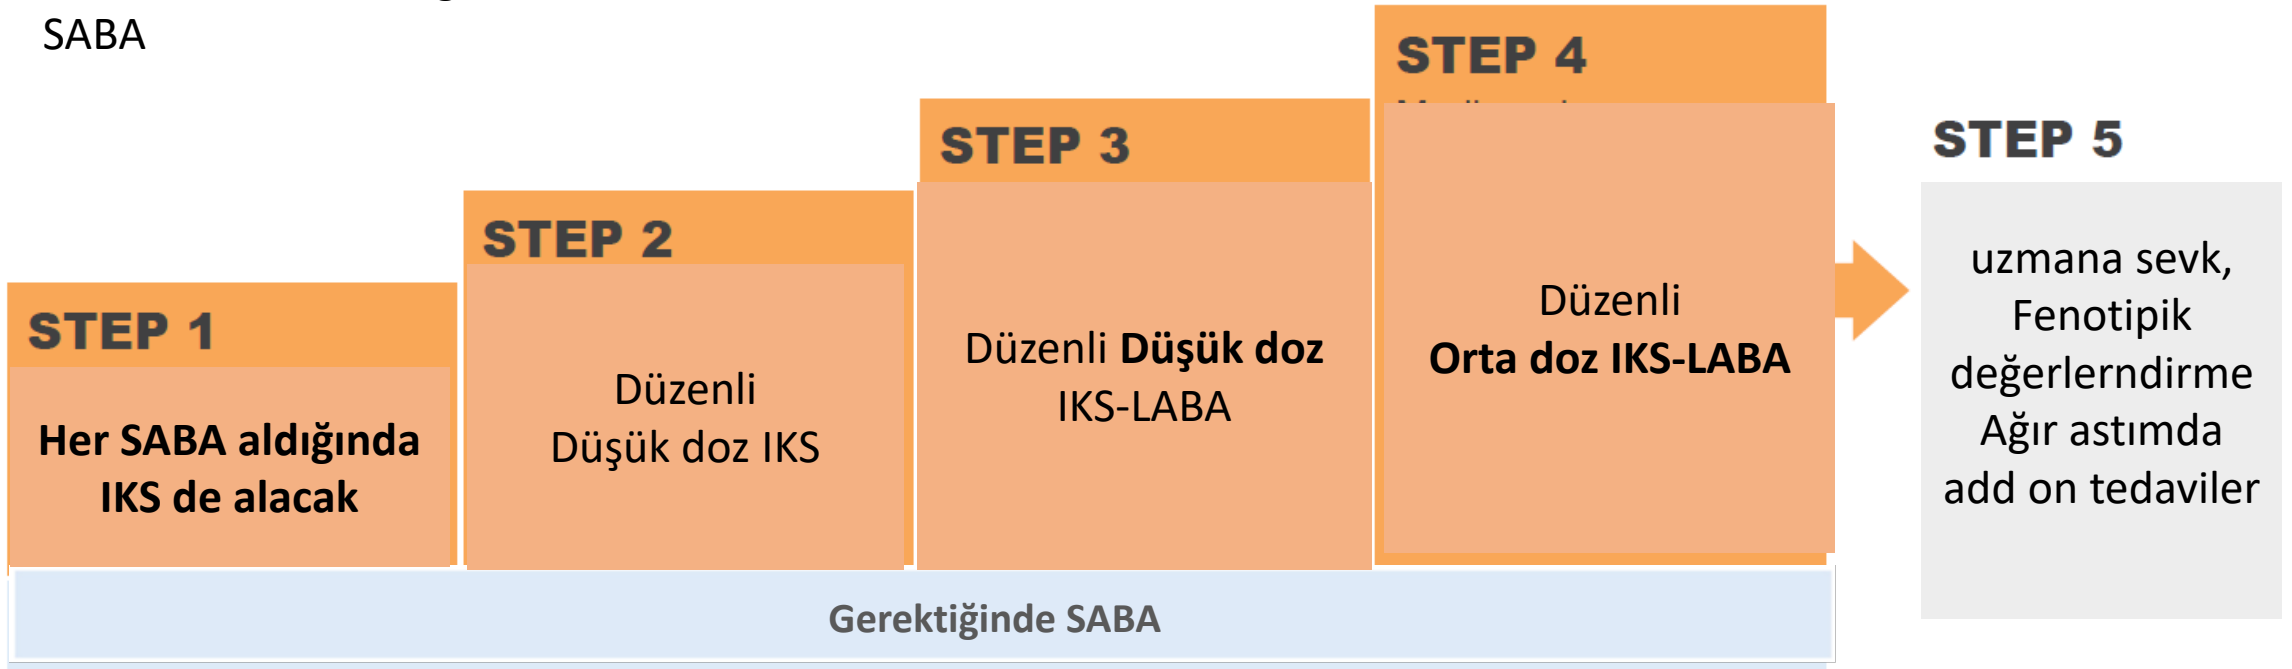 SABA
STEP 1
Her SABA aldığında
IKS de alacak
STEP 2
Düzenli
Düşük doz IKS
STEP 3
Düzenli Düşük doz
IKS-LABA
STEP 4
Düzenli
Orta doz IKS-LABA
STEP 5
uzmana sevk,
Fenotipik
değerlerndirme
Ağır astımda
add on tedaviler
Gerektiğinde SABA